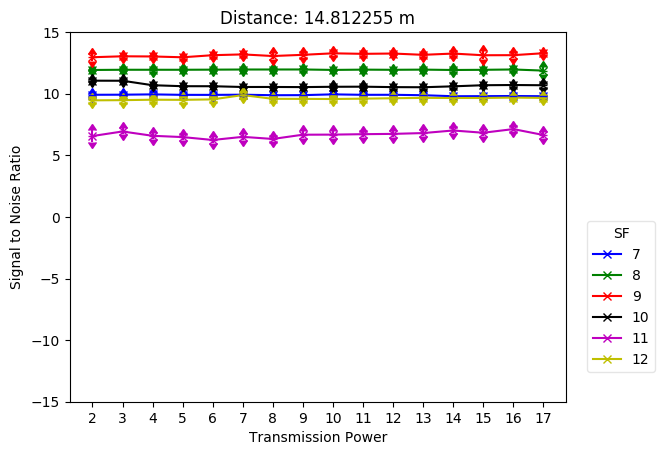 Distance: 14.812255 m
15
10
5
0
−5
−10
−15
Signal to Noise Ratio
2 3 4 5 6 7 8 9 10 11 12 13 14 15 16 17
Transmission Power
SF
7
8
9
10
11
12